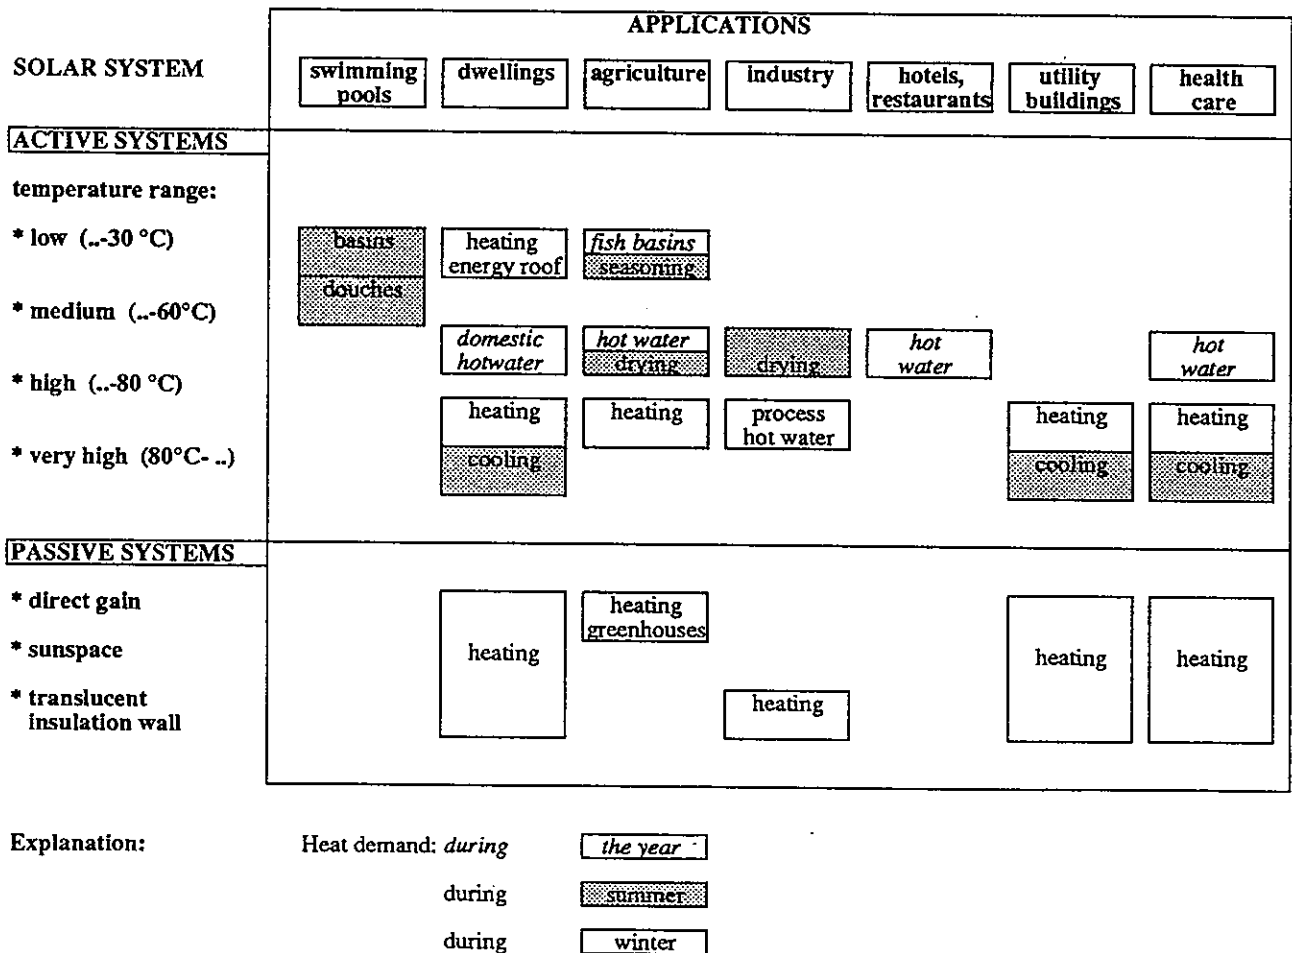 APPLICATIONS
SOLAR SYSTEM
swimming pools
dwellings
agriculture
industry
hotels, restaurants
utility buildings
health care
ACTIVE SYSTEMS
temperature range:
* low (..-30 °C)
basins
heating
energy roof
fish basins
seasoning
douches
* medium (..-60°C)
domestic
hotwater
hot water
drying
drying
hot
water
hot
water
* high (..-80 °C)
heating
heating
process
hot water
heating
heating
* very high (80°C- ..)
cooling
cooling
cooling
PASSIVE SYSTEMS
* direct gain
heating
greenhouses
* sunspace
heating
heating
heating
* translucent
insulation wall
heating
Explanation:
Heat demand: during the year
during summer
during winter